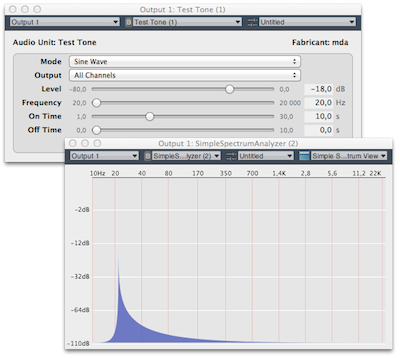 Output 1: Test Tone (1)
Output 1 Test Tone (1) Untitled
Audio Unit: Test Tone Fabricant: mda
Mode Sine Wave
Output All Channels
Level -80,0 0,0 -18,0 dB
Frequency 20,0 20 000 20,0 Hz
On Time 1,0 30,0 10,0 s
Off Time 0,0 10,0 0,0 s
Output 1: SimpleSpectrumAnalyzer (2)
Output 1 SimpleS...lyzer (2) Untitled Simple S...trum View
10Hz 20 40 80 170 350 700 1,4K 2,8 5,6 11,2 22K
-2dB
-12dB
-32dB
-64dB
-110dB